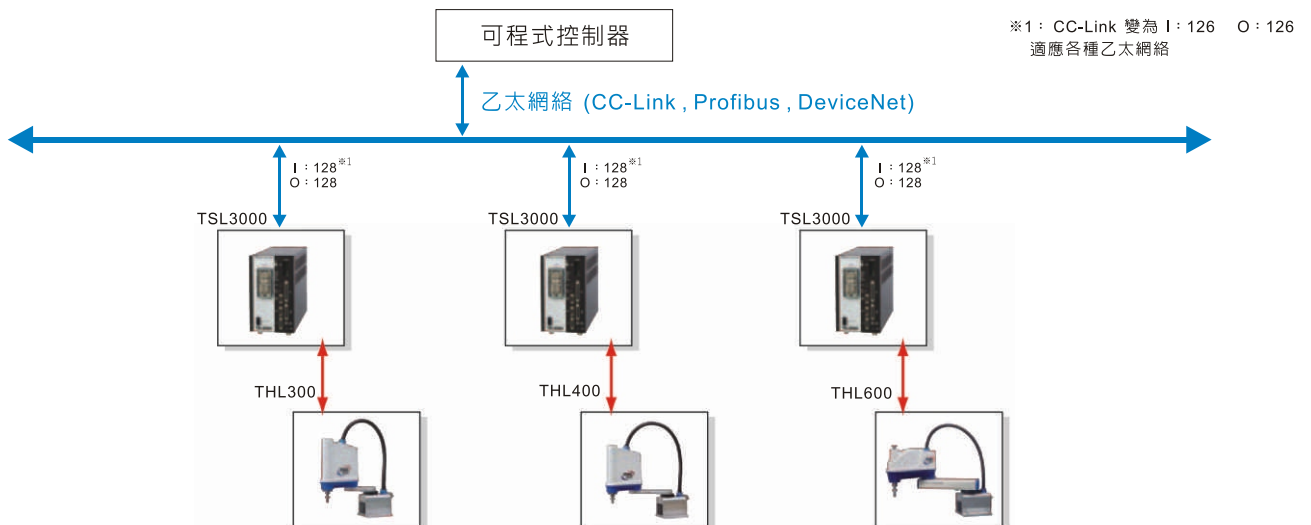 可程式控制器
※1：CC-Link 變為 I：126 O：126
適應各種乙太網絡
乙太網絡 (CC-Link , Profibus , DeviceNet)
I：128※1
O：128
I：128※1
O：128
I：128※1
O：128
TSL3000
TSL3000
TSL3000
THL300
THL400
THL600